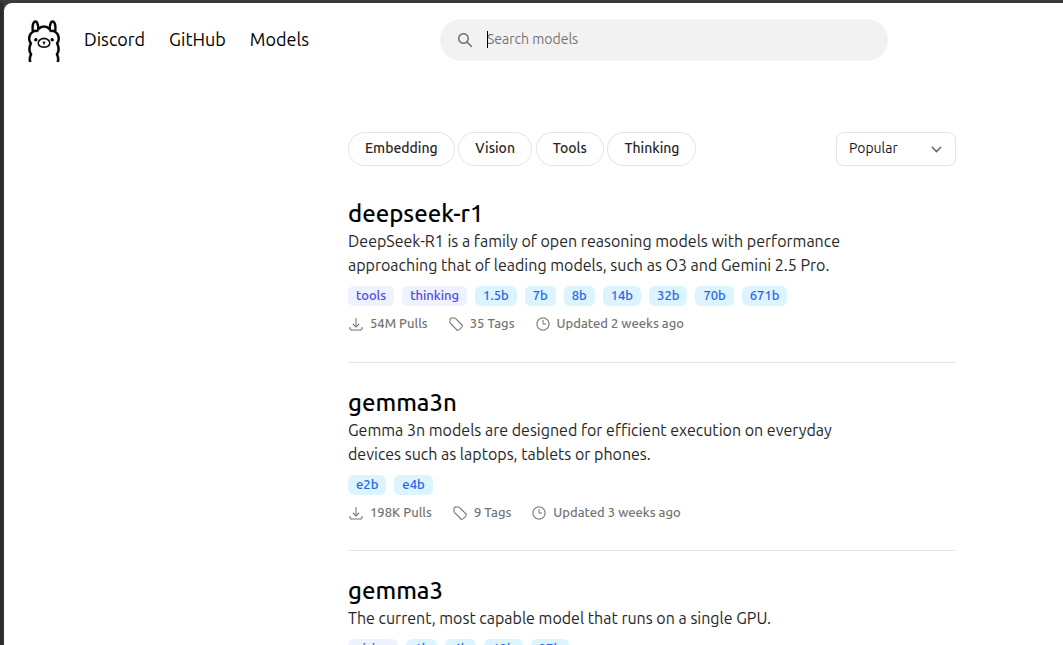 Discord GitHub Models Search models
Embedding Vision Tools Thinking Popular
deepseek-r1
DeepSeek-R1 is a family of open reasoning models with performance
approaching that of leading models, such as O3 and Gemini 2.5 Pro.
tools thinking 1.5b 7b 8b 14b 32b 70b 671b
54M Pulls 35 Tags Updated 2 weeks ago
gemma3n
Gemma 3n models are designed for efficient execution on everyday
devices such as laptops, tablets or phones.
e2b e4b
198K Pulls 9 Tags Updated 3 weeks ago
gemma3
The current, most capable model that runs on a single GPU.